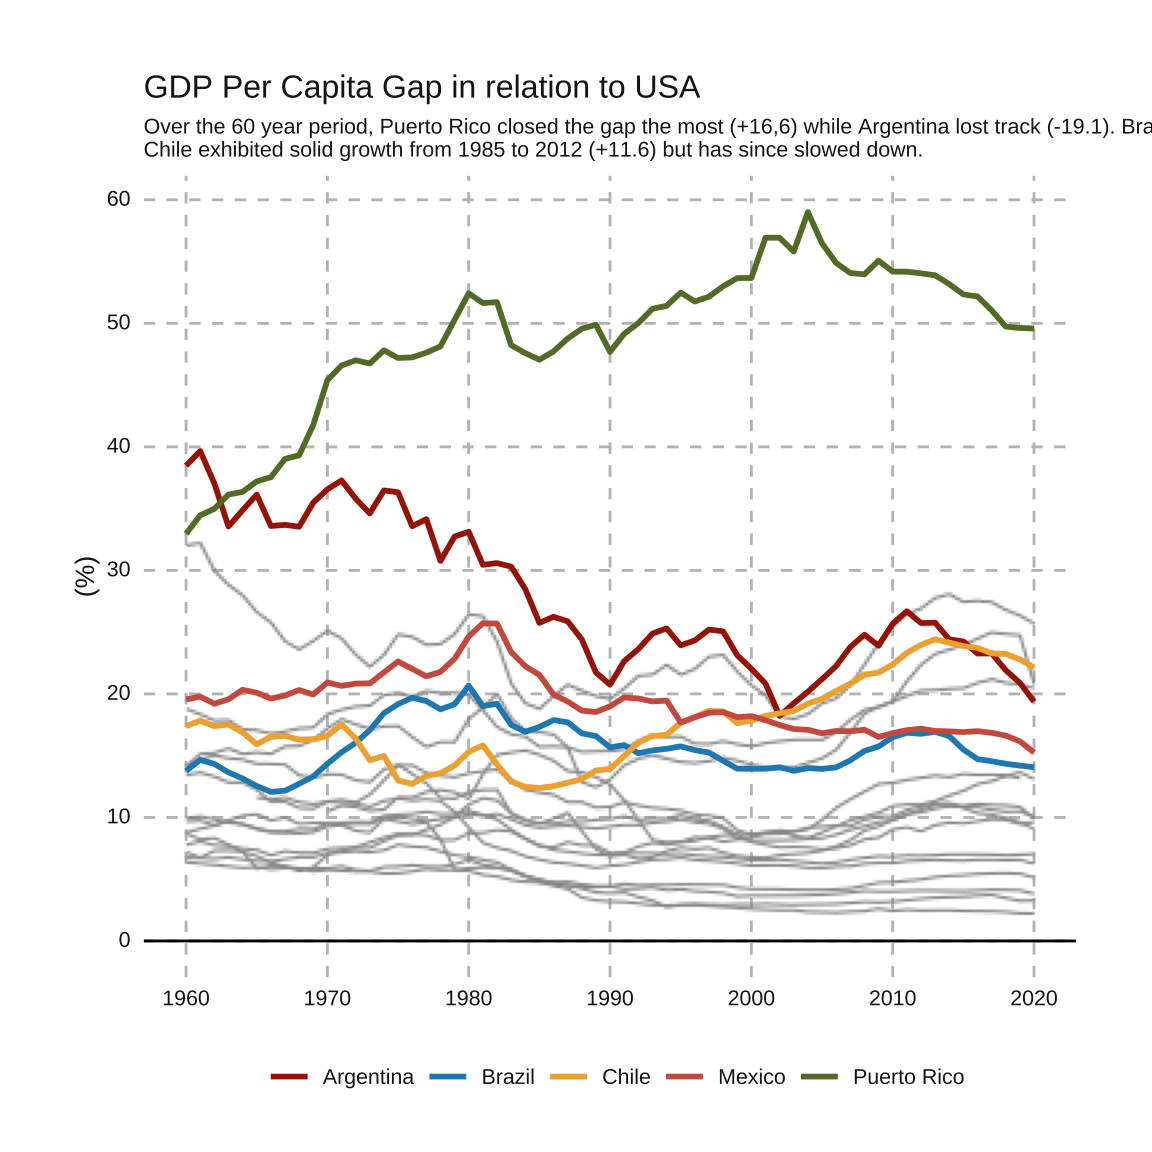 GDP Per Capita Gap in relation to USA
Over the 60 year period, Puerto Rico closed the gap the most (+16,6) while Argentina lost track (-19.1). Bra
Chile exhibited solid growth from 1985 to 2012 (+11.6) but has since slowed down.
60
50
40
30
20
10
0
(%)
1960 1970 1980 1990 2000 2010 2020
Argentina Brazil Chile Mexico Puerto Rico